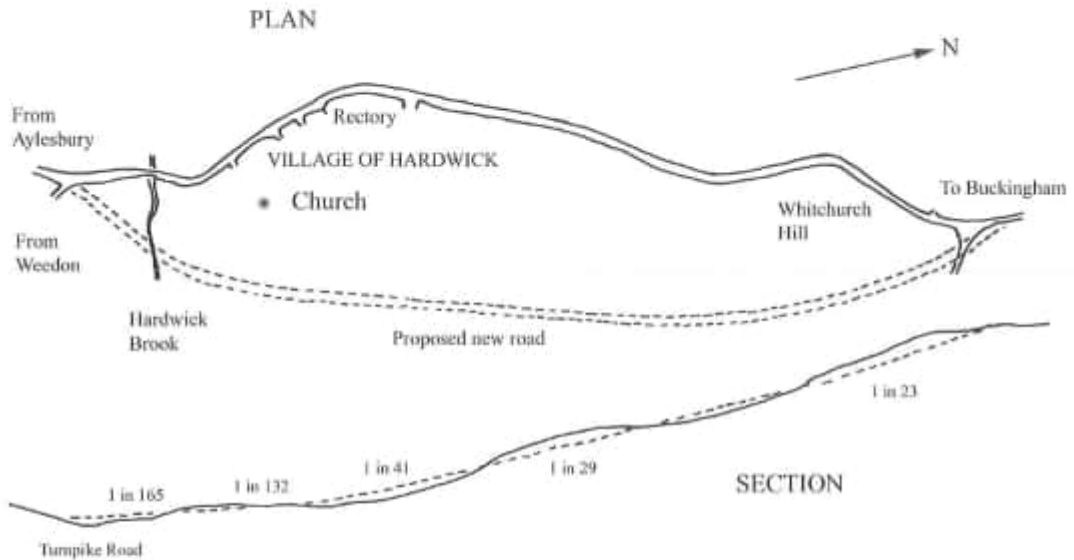 PLAN
N
From
Aylesbury
Rectory
VILLAGE OF HARDWICK
Church
To Buckingham
Whitchurch
Hill
From
Weedon
Hardwick
Brook
Proposed new road
1 in 23
1 in 41
1 in 29
1 in 165
1 in 132
SECTION
Turnpike Road